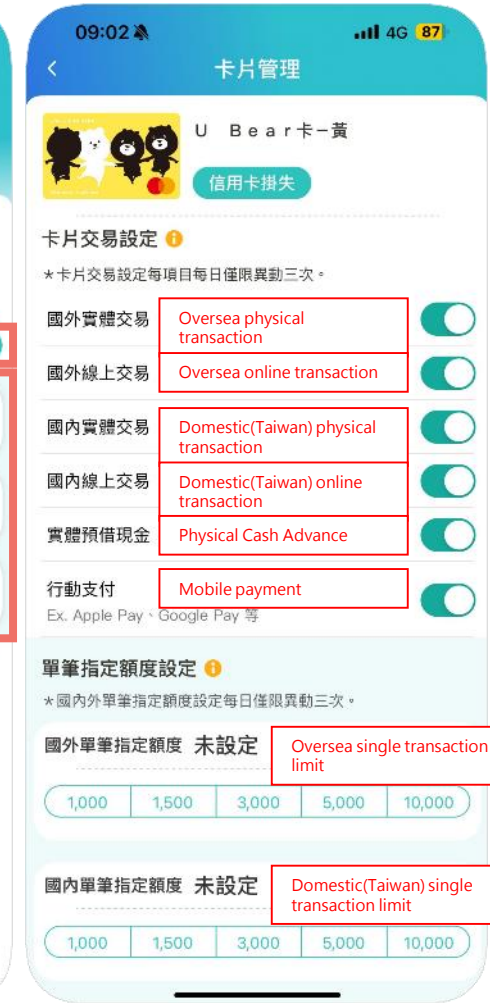 09:02 4G 87
卡片管理
U Bear卡-黃
信用卡掛失
卡片交易設定
*卡片交易設定每項目每日僅限異動三次。
國外實體交易 Oversea physical
transaction
國外線上交易 Oversea online transaction
國內實體交易 Domestic(Taiwan) physical
transaction
國內線上交易 Domestic(Taiwan) online
transaction
實體預借現金 Physical Cash Advance
行動支付 Mobile payment
Ex. Apple Pay、Google Pay 等
單筆指定額度設定
*國內外單筆指定額度設定每日僅限異動三次。
國外單筆指定額度 未設定 Oversea single transaction
limit
1,000 1,500 3,000 5,000 10,000
國內單筆指定額度 未設定 Domestic(Taiwan) single
transaction limit
1,000 1,500 3,000 5,000 10,000